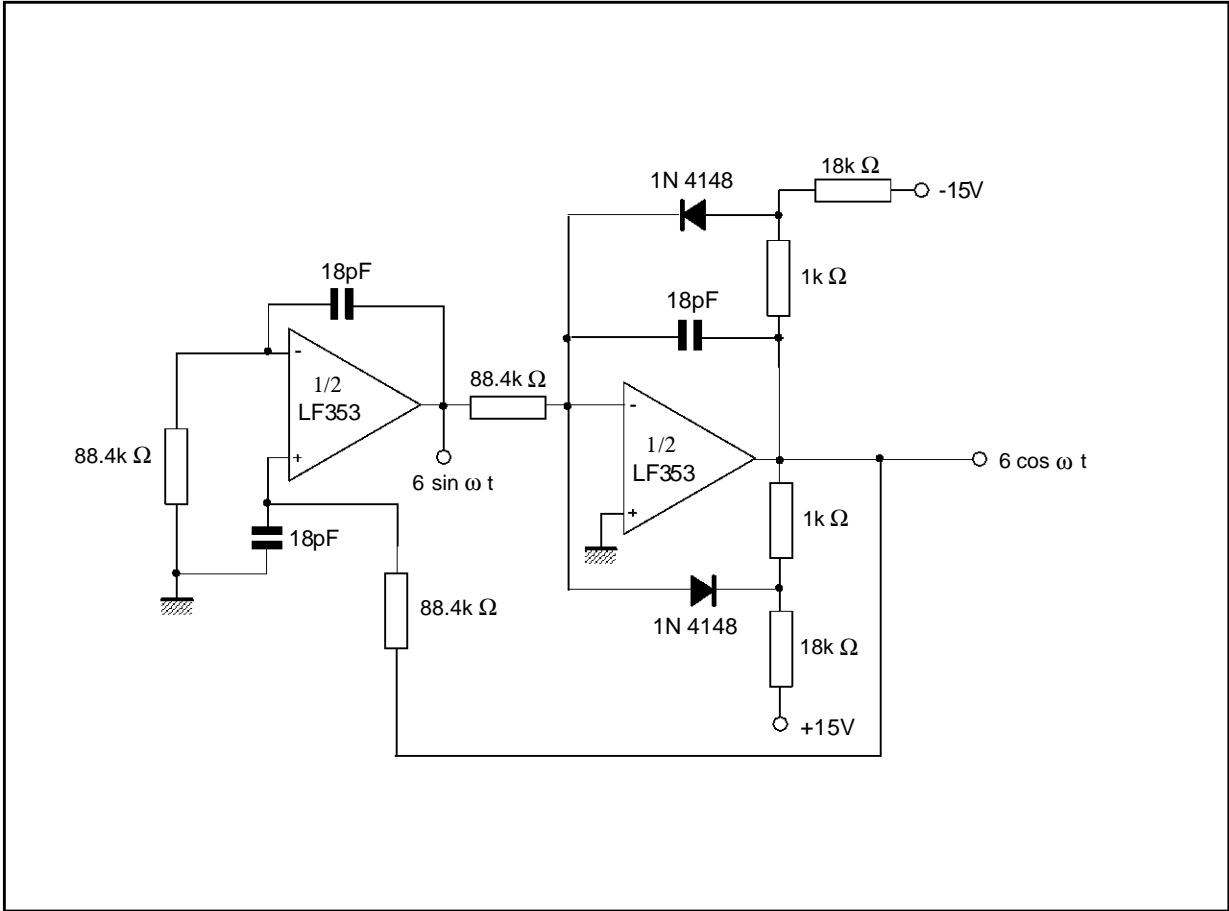 18k Ω
1N 4148
-15V
1k Ω
18pF
18pF
-
1/2
LF353
+
88.4k Ω
88.4k Ω
6 sin ω t
-
1/2
LF353
+
6 cos ω t
18pF
1k Ω
88.4k Ω
1N 4148
18k Ω
+15V